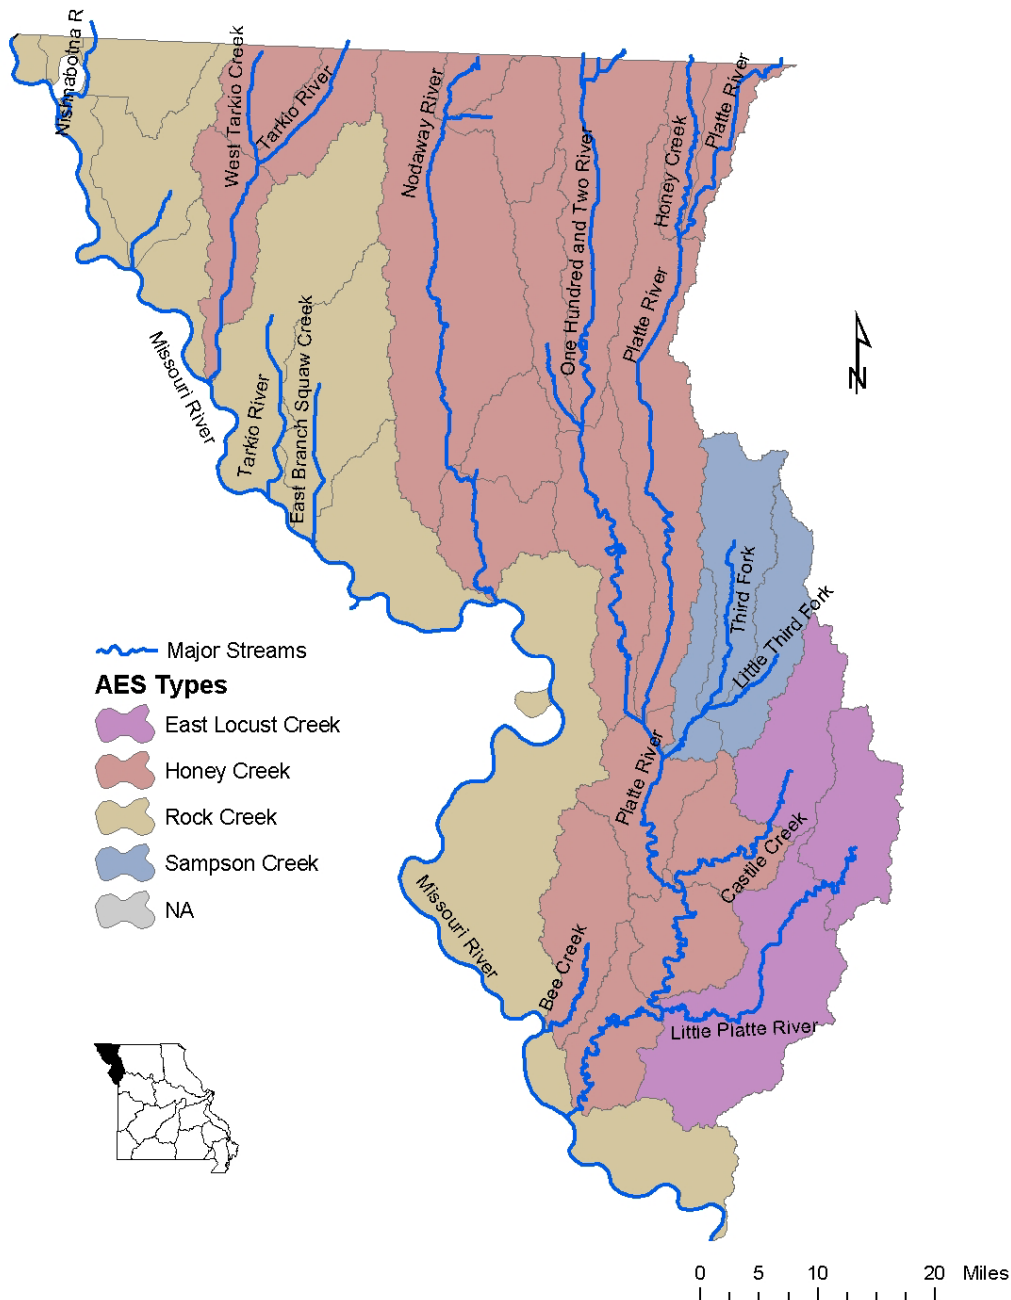 Nishnabotna R
West Tarkio Creek
Tarkio River
Nodaway River
One Hundred and Two River
Honey Creek
Platte River
Platte River
Missouri River
Tarkio River
East Branch Squaw Creek
N
Third Fork
Little Third Fork
Major Streams
AES Types
East Locust Creek
Honey Creek
Rock Creek
Sampson Creek
NA
Platte River
Castile Creek
Missouri River
Bee Creek
Little Platte River
0 5 10 20 Miles